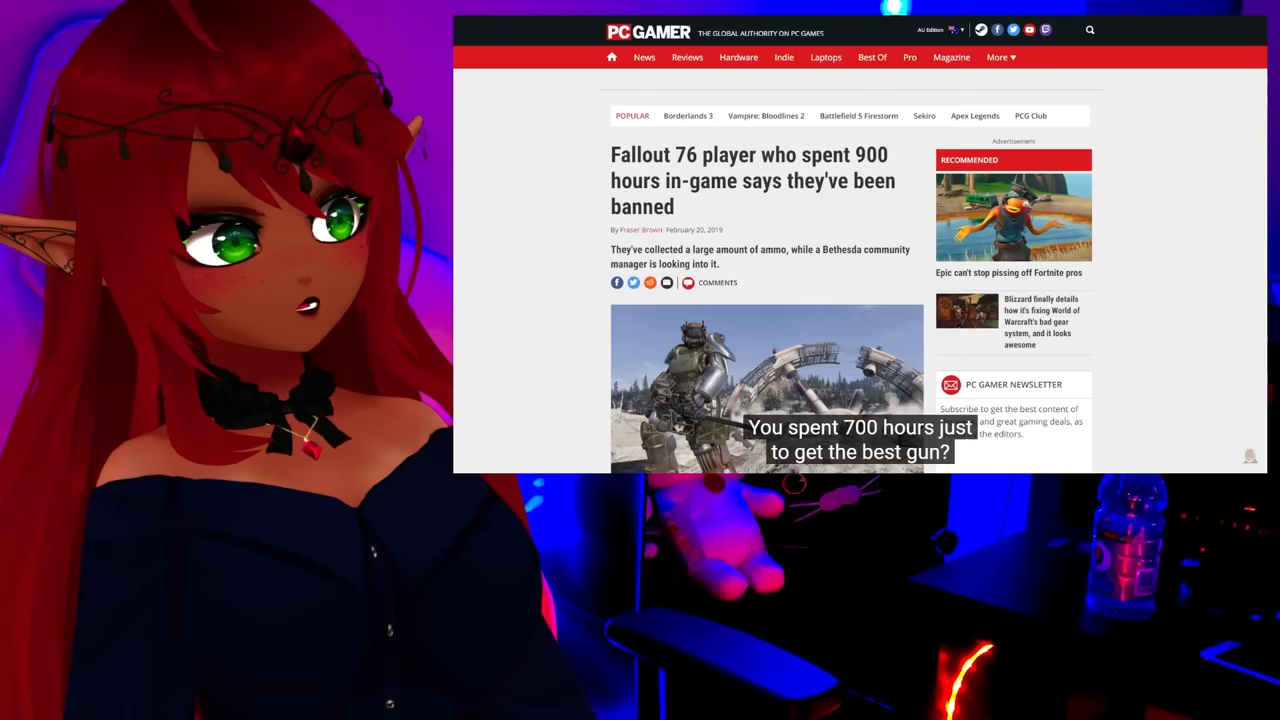 PC GAMER THE GLOBAL AUTHORITY ON PC GAMES
AU Edition
News Reviews Hardware Indie Laptops Best Of Pro Magazine More
POPULAR Borderlands 3 Vampire: Bloodlines 2 Battlefield 5 Firestorm Sekiro Apex Legends PCG Club
Fallout 76 player who spent 900
hours in-game says they've been
banned
By Fraser Brown February 20, 2019
They've collected a large amount of ammo, while a Bethesda community
manager is looking into it.
COMMENTS
Advertisement
RECOMMENDED
Epic can't stop pissing off Fortnite pros
Blizzard finally details
how it's fixing World of
Warcraft's bad gear
system, and it looks
awesome
PC GAMER NEWSLETTER
Subscribe to get the best content of
and great gaming deals, as
the editors.
You spent 700 hours just
to get the best gun?